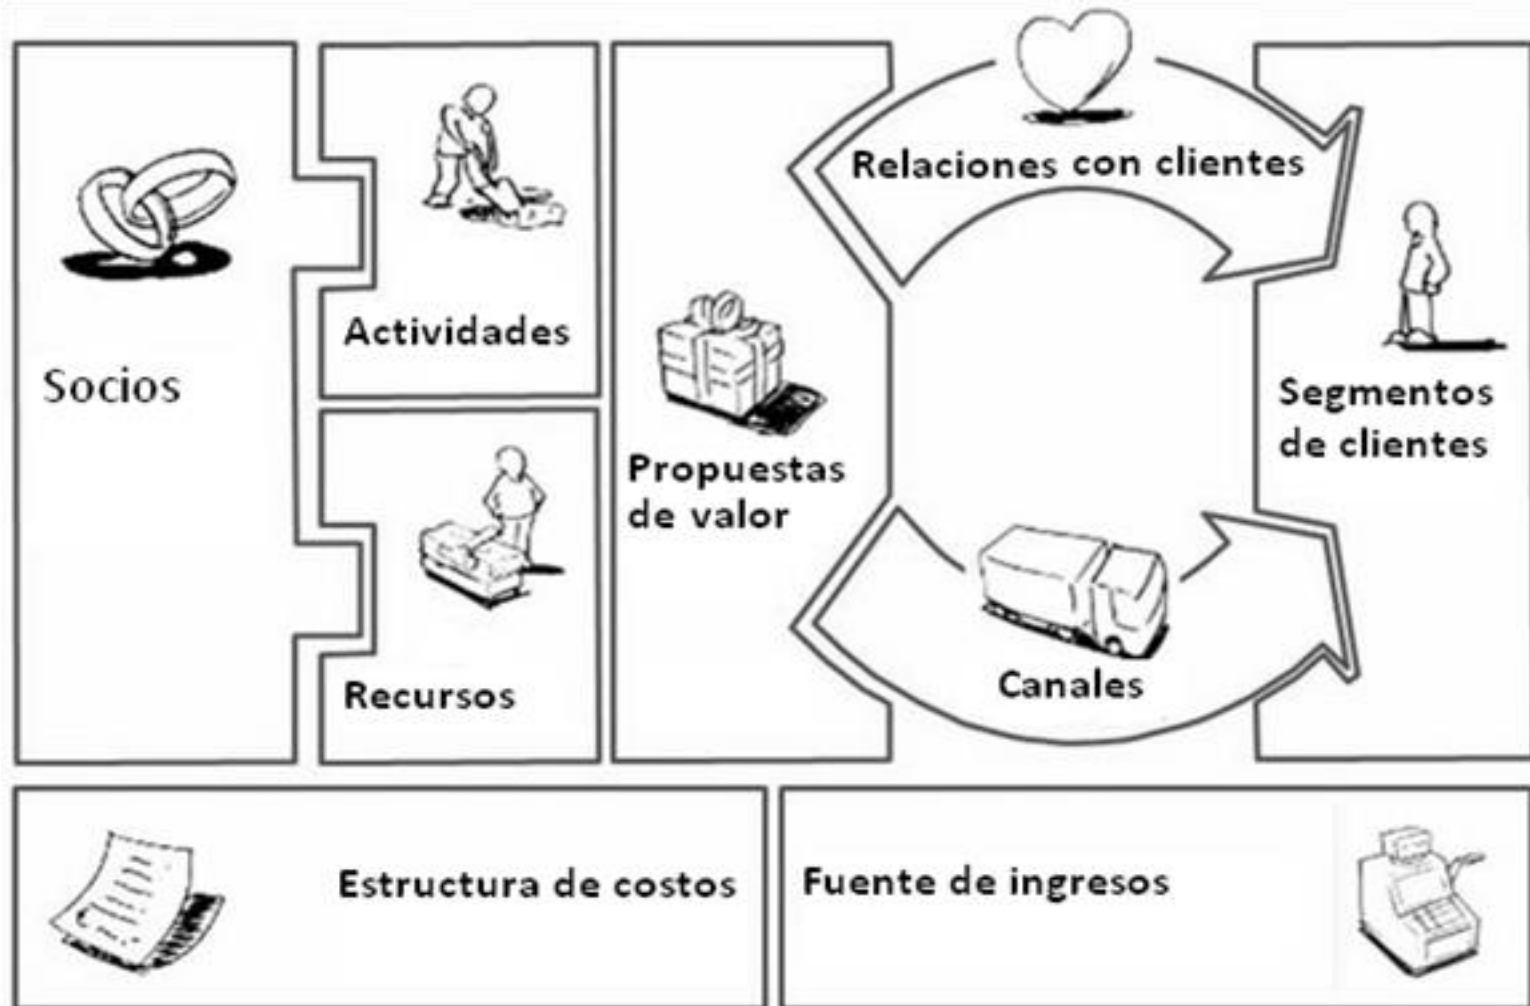 Socios
Actividades
Recursos
Propuestas
de valor
Relaciones con clientes
Canales
Segmentos
de clientes
Estructura de costos
Fuente de ingresos